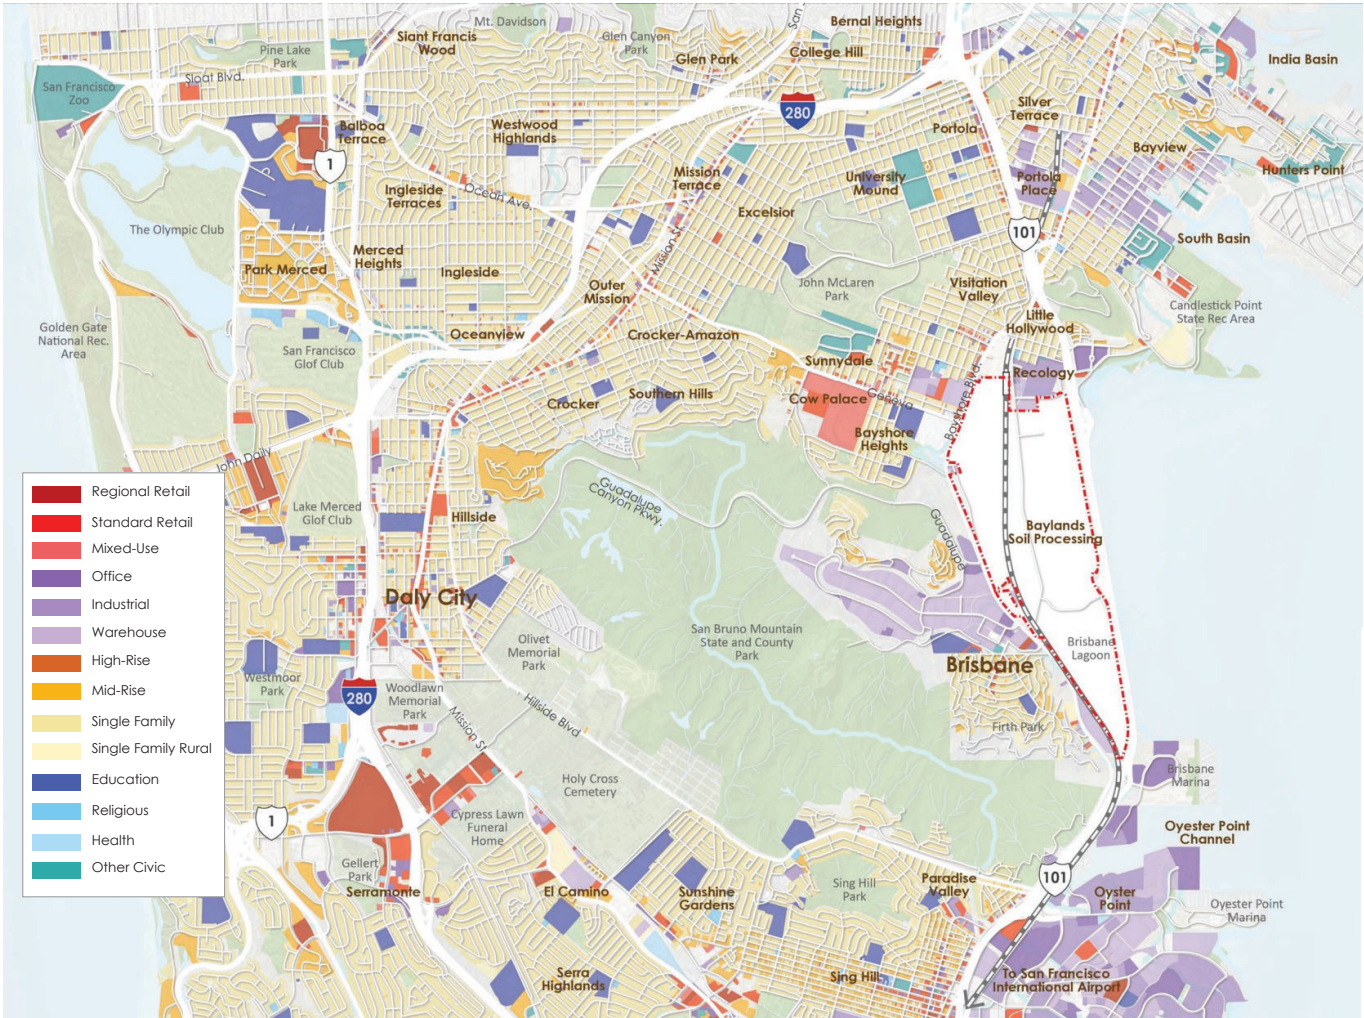 Mt. Davidson
San
Bernal Heights
Siant Francis
Wood
Glen Canyon
Park
College Hill
Pine Lake
Park
Glen Park
India Basin
Sloat Blvd.
San Francisco
Zoo
280
Silver
Terrace
Balboa
Terrace
Westwood
Highlands
Portola
Bayview
1
Mission
Terrace
University
Mound
Portola
Place
Hunters Point
Ingleside
Terraces
Ocean Ave.
Excelsior
The Olympic Club
101
South Basin
Mission St.
Merced
Heights
Park Merced
Ingleside
Outer
Mission
John McLaren
Park
Visitation
Valley
Candlestick Point
State Rec Area
Golden Gate
National Rec.
Area
Oceanview
Crocker-Amazon
Little
Hollywood
San Francisco
Glof Club
Sunnydale
Recology
Bayshore Blvd.
Crocker
Southern Hills
Cow Palace
Geneva
Bayshore
Heights
John Daily
Guadalupe
Canyon Pkwy.
Lake Merced
Glof Club
Hillside
Guadalupe
Baylands
Soil Processing
Regional Retail
Standard Retail
Mixed-Use
Office
Industrial
Warehouse
High-Rise
Mid-Rise
Single Family
Single Family Rural
Education
Religious
Health
Other Civic
Daly City
Olivet
Memorial
Park
San Bruno Mountain
State and County
Park
Brisbane
Lagoon
Brisbane
Westmoor
Park
280
Woodlawn
Memorial
Park
Mission St
Hillside Blvd
Firth Park
Holy Cross
Cemetery
Brisbane
Marina
1
Cypress Lawn
Funeral
Home
Oyester Point
Channel
Gellert
Park
Serramonte
El Camino
Sunshine
Gardens
Sing Hill
Park
Paradise
Valley
101
Oyster
Point
Oyester Point
Marina
Serra
Highlands
Sing Hill
To San Francisco
International Airport